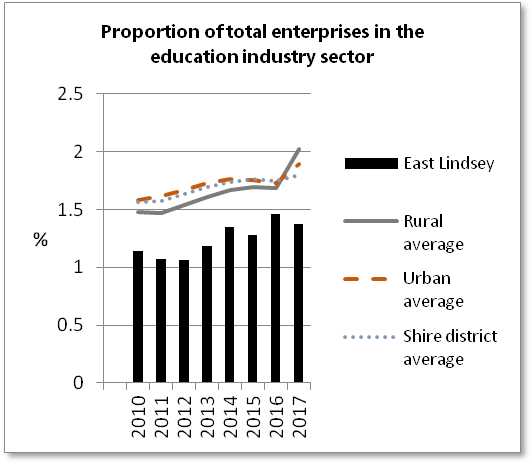 Proportion of total enterprises in the
education industry sector
2.5
2
1.5
1
0.5
0
%
2010
2011
2012
2013
2014
2015
2016
2017
East Lindsey
Rural
average
Urban
average
Shire district
average